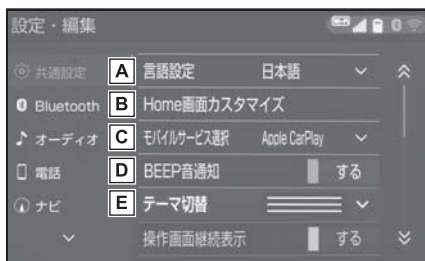 設定・編集
共通設定
A 言語設定 日本語
Bluetooth
B Home画面カスタマイズ
オーディオ
C モバイルサービス選択 Apple CarPlay
電話
D BEEP音通知 する
ナビ
E テーマ切替
操作画面継続表示 する